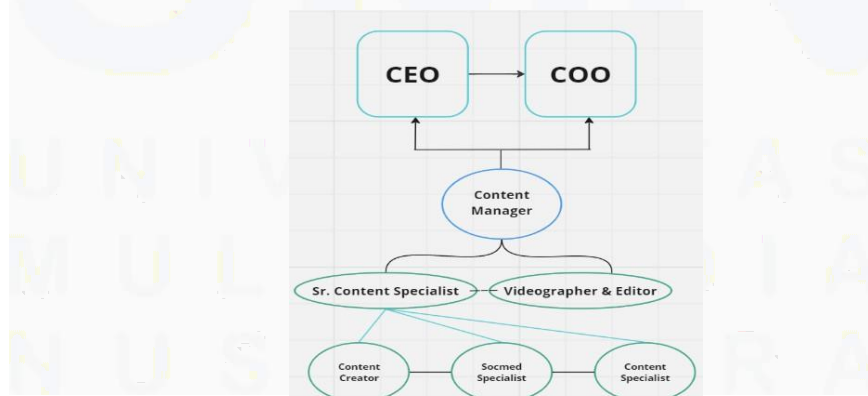 CEO
COO
Content
Manager
Sr. Content Specialist
Videographer & Editor
Content
Creator
Socmed
Specialist
Content
Specialist